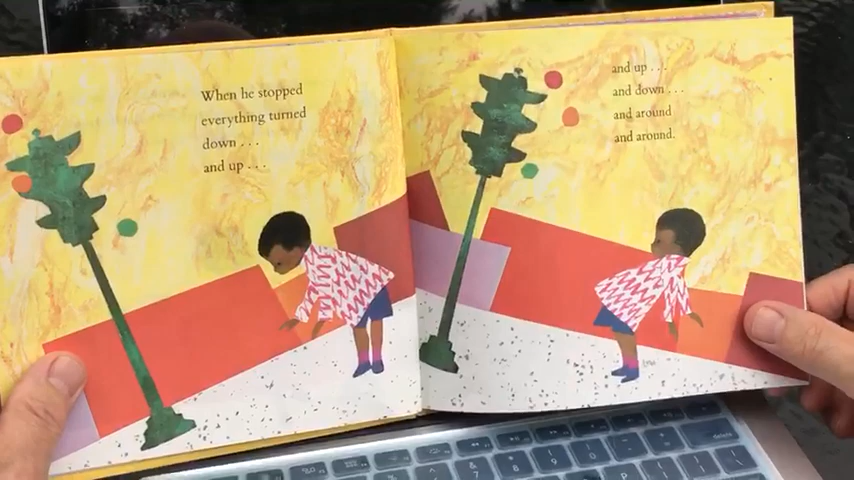 When he stopped
everything turned
down . . .
and up . . .
and up . . .
and down . . .
and around
and around.